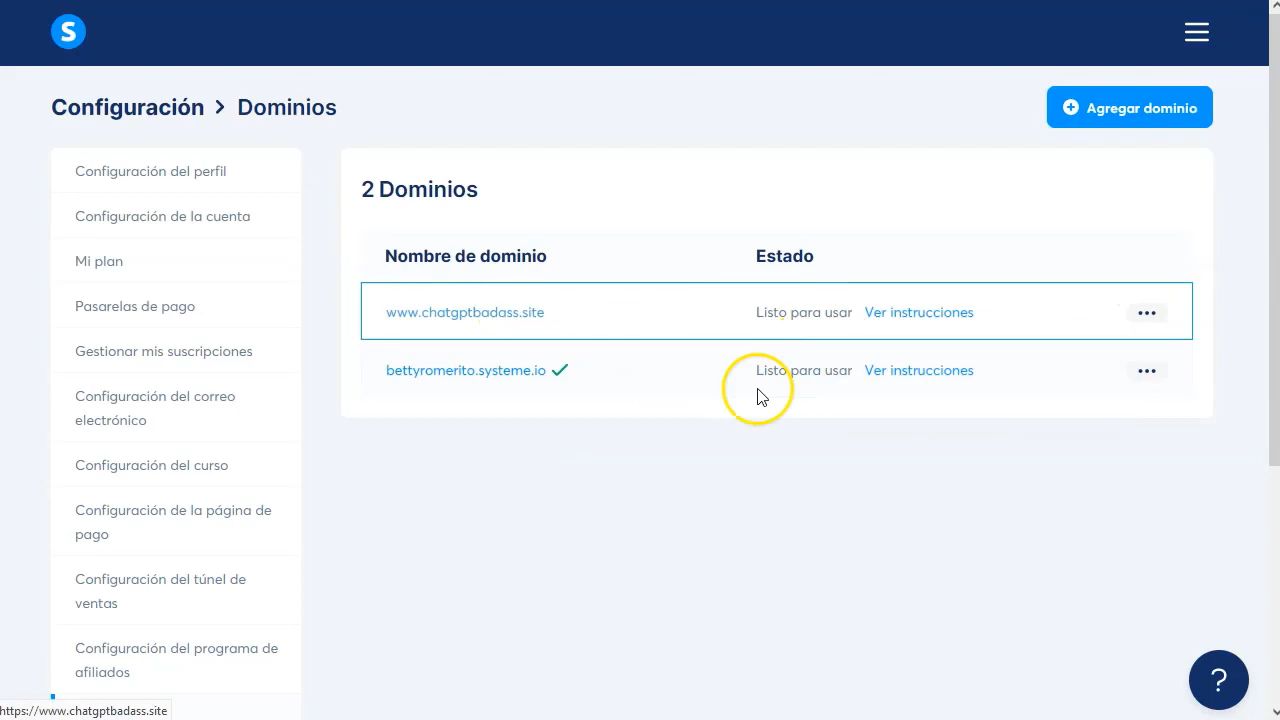 S
Configuración > Dominios
Agregar dominio
Configuración del perfil
Configuración de la cuenta
Mi plan
Pasarelas de pago
Gestionar mis suscripciones
Configuración del correo
electrónico
Configuración del curso
Configuración de la página de
pago
Configuración del túnel de
ventas
Configuración del programa de
afiliados
2 Dominios
Nombre de dominio Estado
www.chatgptbadass.site Listo para usar Ver instrucciones
bettyromerito.systeme.io Listo para usar Ver instrucciones
?
https://www.chatgptbadass.site